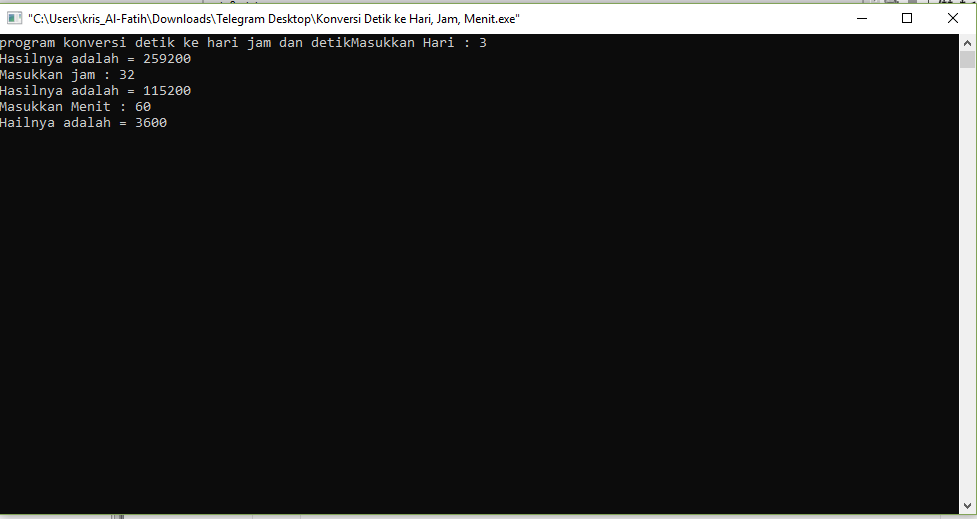 "C:\Users\kris_Al-Fatih\Downloads\Telegram Desktop\Konversi Detik ke Hari, Jam, Menit.exe"
program konversi detik ke hari jam dan detikMasukkan Hari : 3
Hasilnya adalah = 259200
Masukkan jam : 32
Hasilnya adalah = 115200
Masukkan Menit : 60
Hailnya adalah = 3600